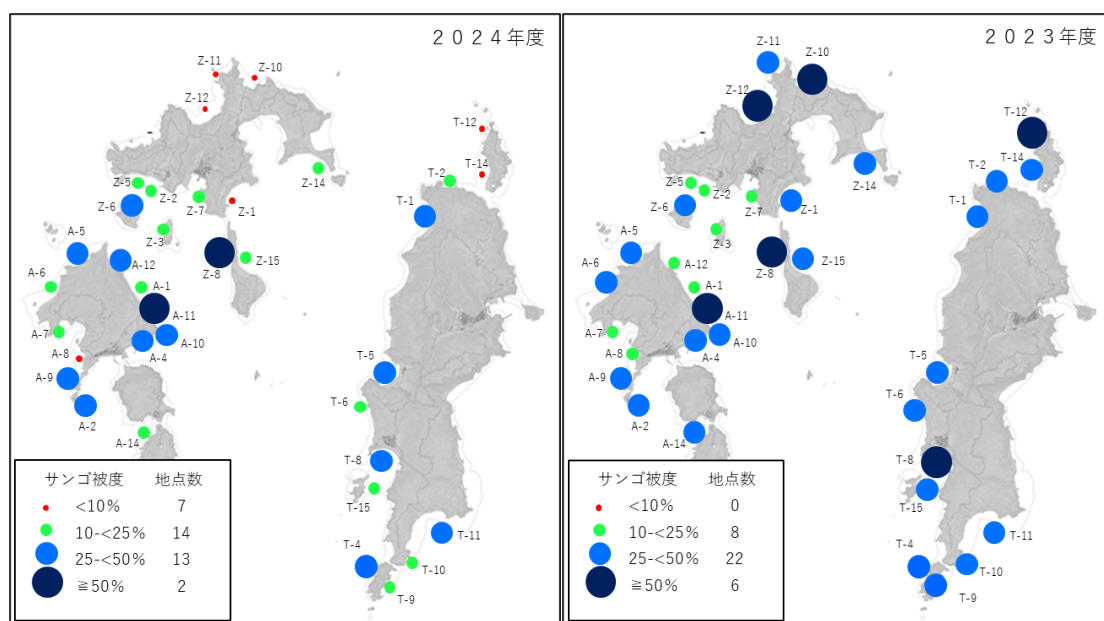 ２０２４年度
Z-11
Z-10
Z-12
T-12
T-14
Z-14
T-2
Z-5
Z-2
Z-6
Z-7
Z-1
T-1
Z-3
A-5
A-12
Z-8
Z-15
A-6
A-1
A-11
A-7
A-10
A-8
A-4
A-9
T-5
A-2
T-6
A-14
T-8
T-15
T-11
T-4
T-10
T-9
サンゴ被度 地点数
<10% 7
10-<25% 14
25-<50% 13
≧50% 2
２０２３年度
Z-11
Z-10
Z-12
T-12
T-14
Z-14
T-2
Z-5
Z-2
Z-6
Z-7
Z-1
T-1
Z-3
A-5
A-12
Z-8
Z-15
A-6
A-1
A-11
A-7
A-10
A-8
A-4
A-9
T-5
A-2
T-6
A-14
T-8
T-15
T-11
T-4
T-10
T-9
サンゴ被度 地点数
<10% 0
10-<25% 8
25-<50% 22
≧50% 6